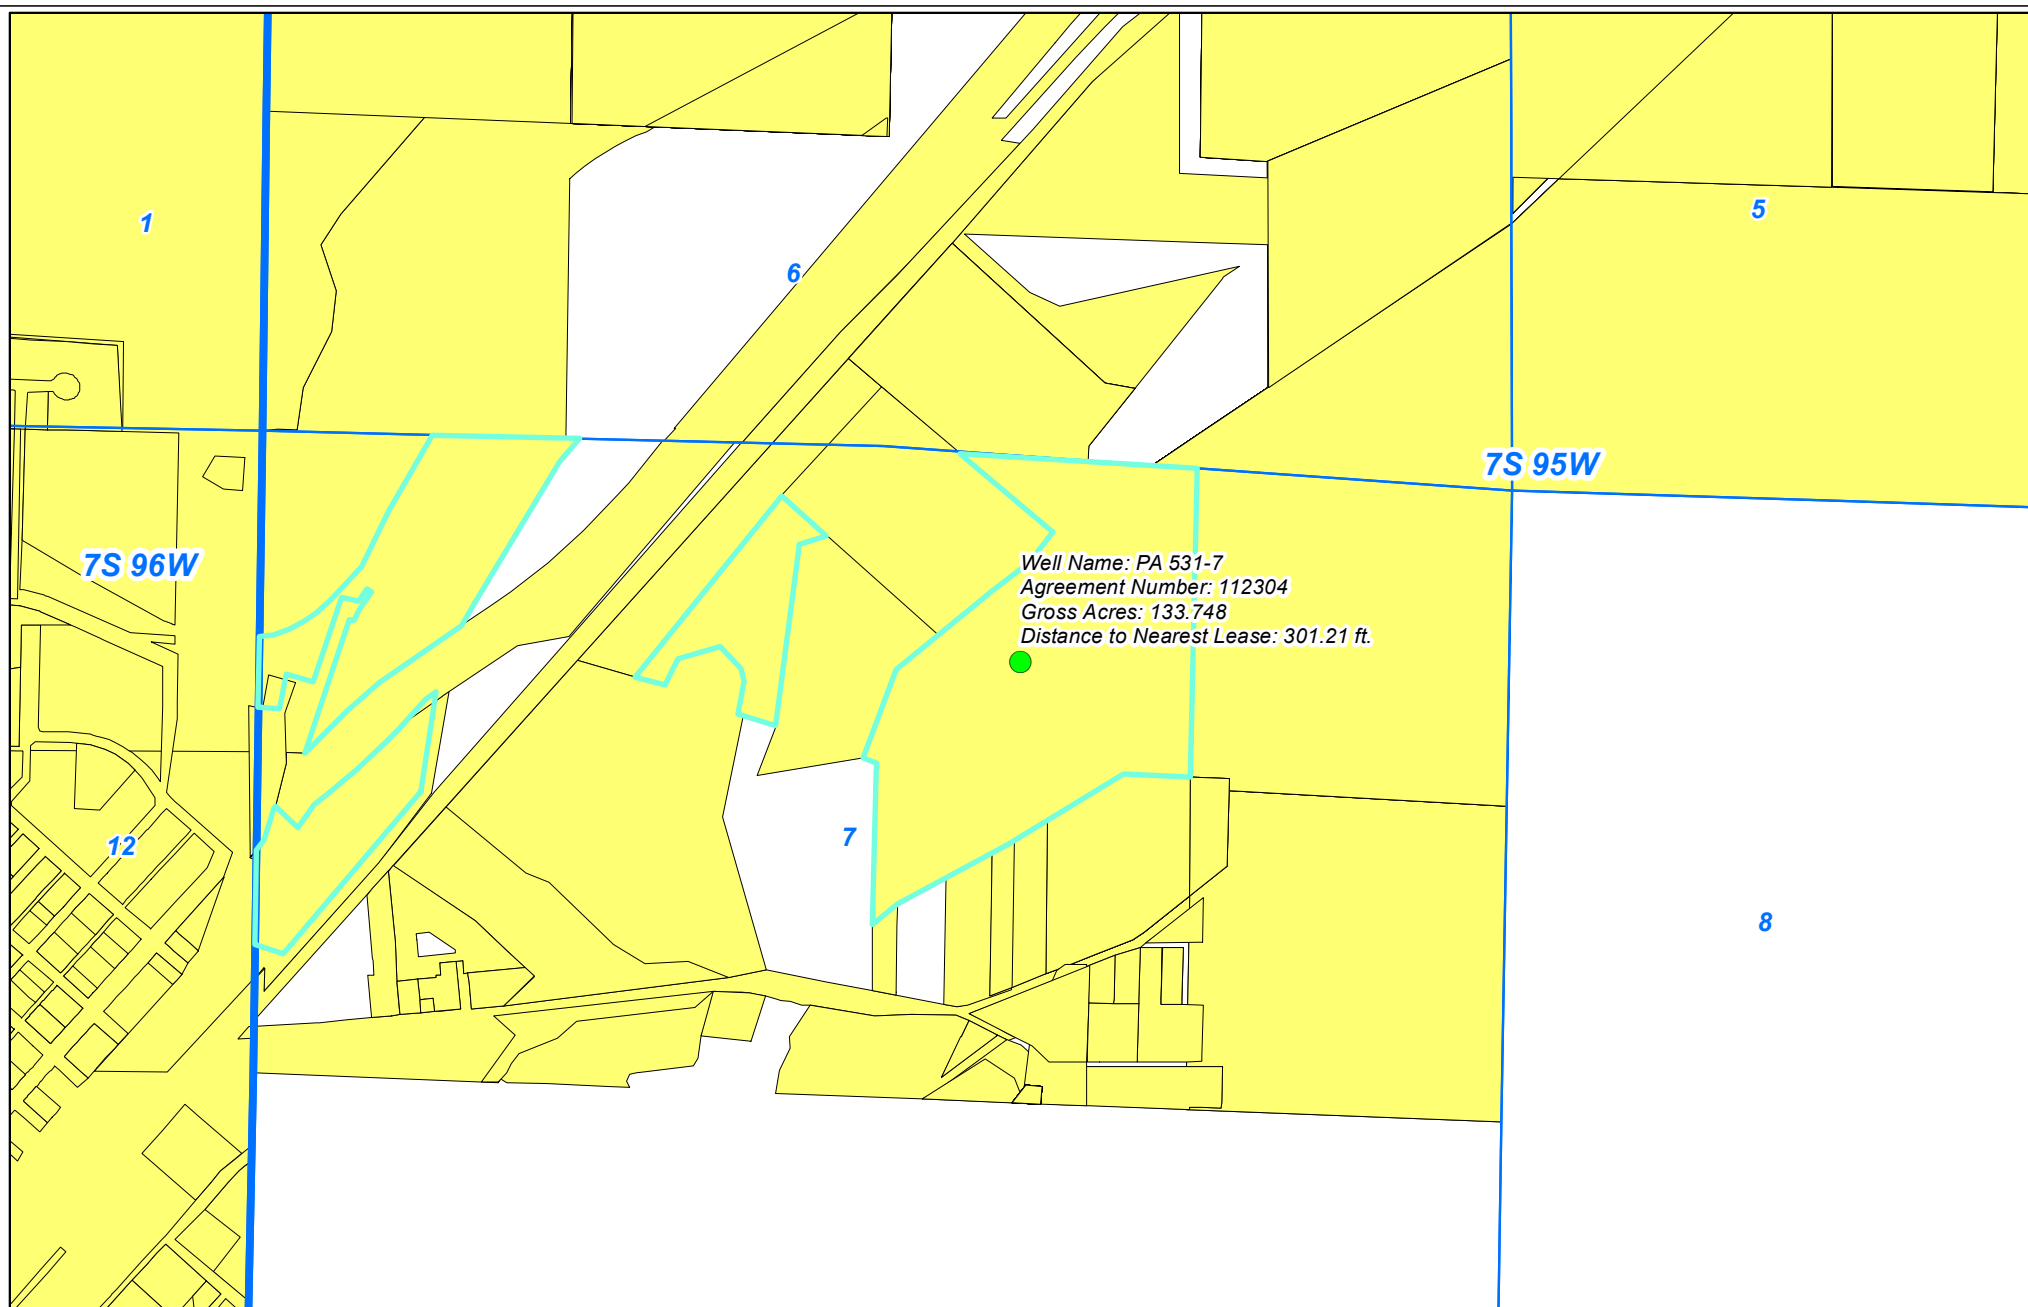 1
6
5
7S 95W
7S 96W
Well Name: PA 531-7
Agreement Number: 112304
Gross Acres: 133.748
Distance to Nearest Lease: 301.21 ft.
7
12
8